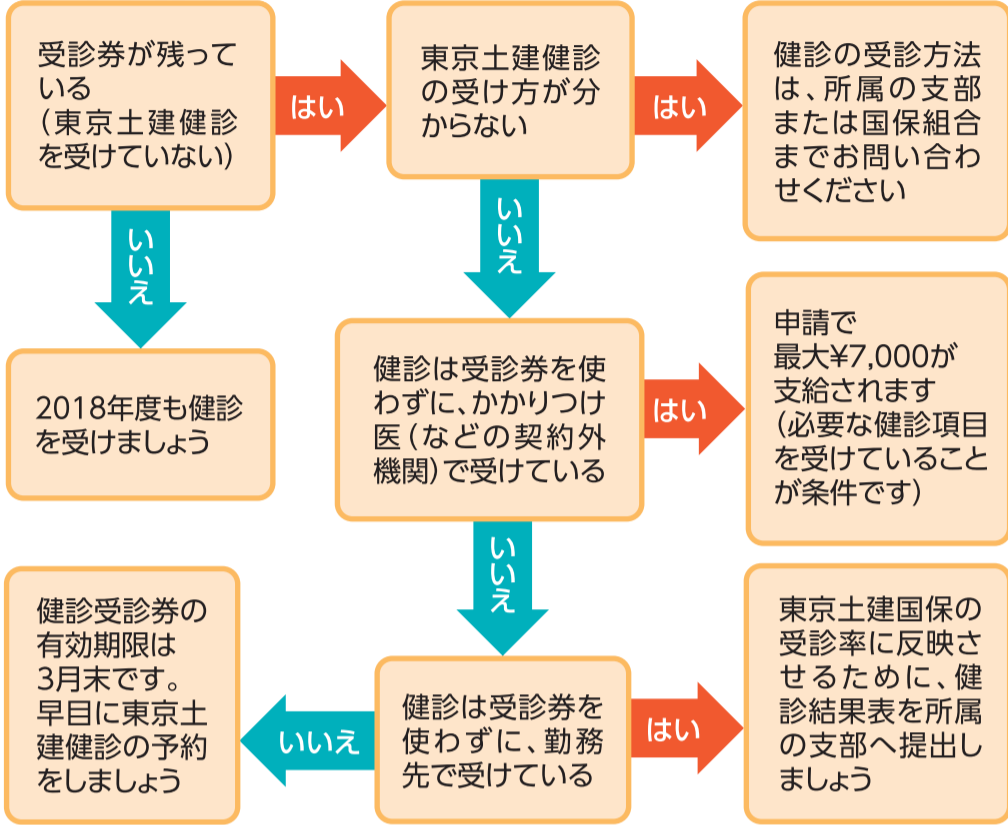 受診券が残って
いる
（東京土建健診
を受けていない）
はい
東京土建健診
の受け方が分
からない
はい
健診の受診方法
は、所属の支部
または国保組合
までお問い合わ
せください
いいえ
いいえ
2018年度も健診
を受けましょう
健診は受診券を使
わずに、かかりつけ
医（などの契約外
機関）で受けている
はい
申請で
最大¥7,000が
支給されます
（必要な健診項目
を受けていること
が条件です）
いいえ
健診受診券の
有効期限は
3月末です。
早目に東京土
建健診の予約
をしましょう
いいえ
健診は受診券を
使わずに、勤務
先で受けている
はい
東京土建国保の
受診率に反映さ
せるために、健
診結果表を所属
の支部へ提出し
ましょう